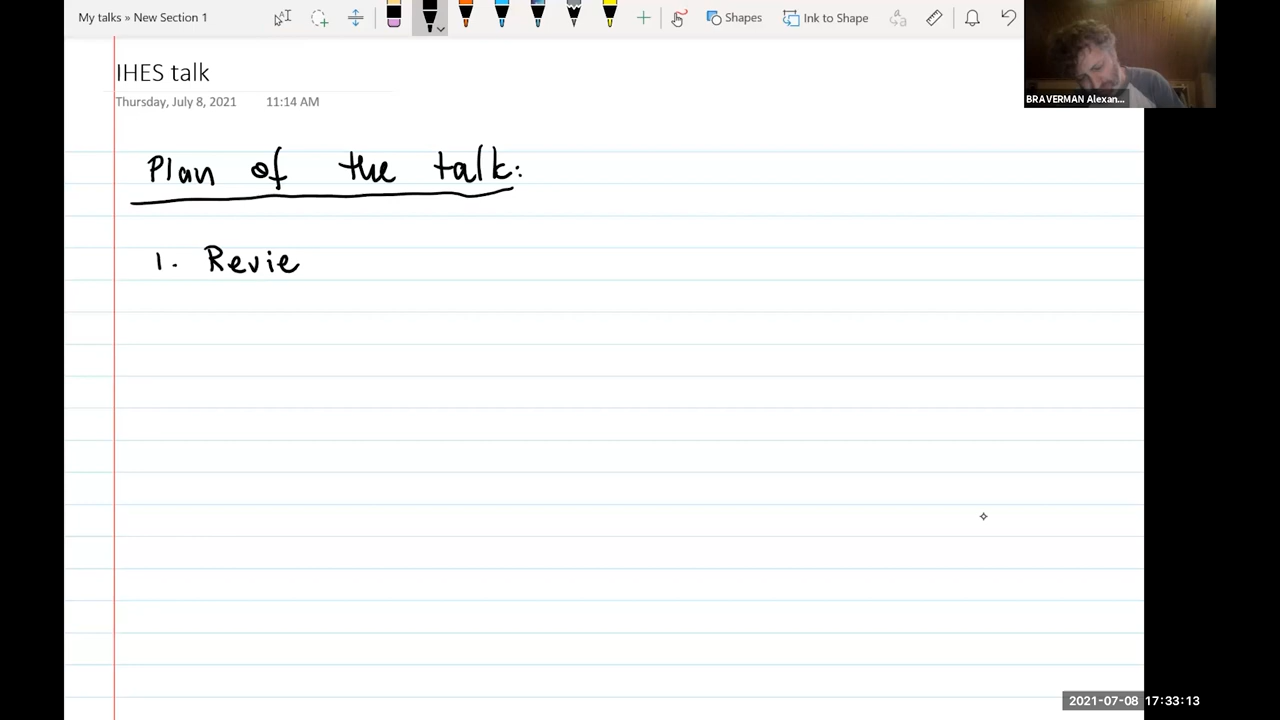 My talks » New Section 1
Shapes
Ink to Shape
IHES talk
Thursday, July 8, 2021 11:14 AM
BRAVERMAN Alexan...
Plan of the talk:
1. Revie
2021-07-08 17:33:13